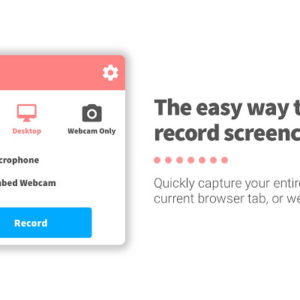 Desktop
Webcam Only
crophone
bed Webcam
Record
The easy way t
record screenc
Quickly capture your entire
current browser tab, or we